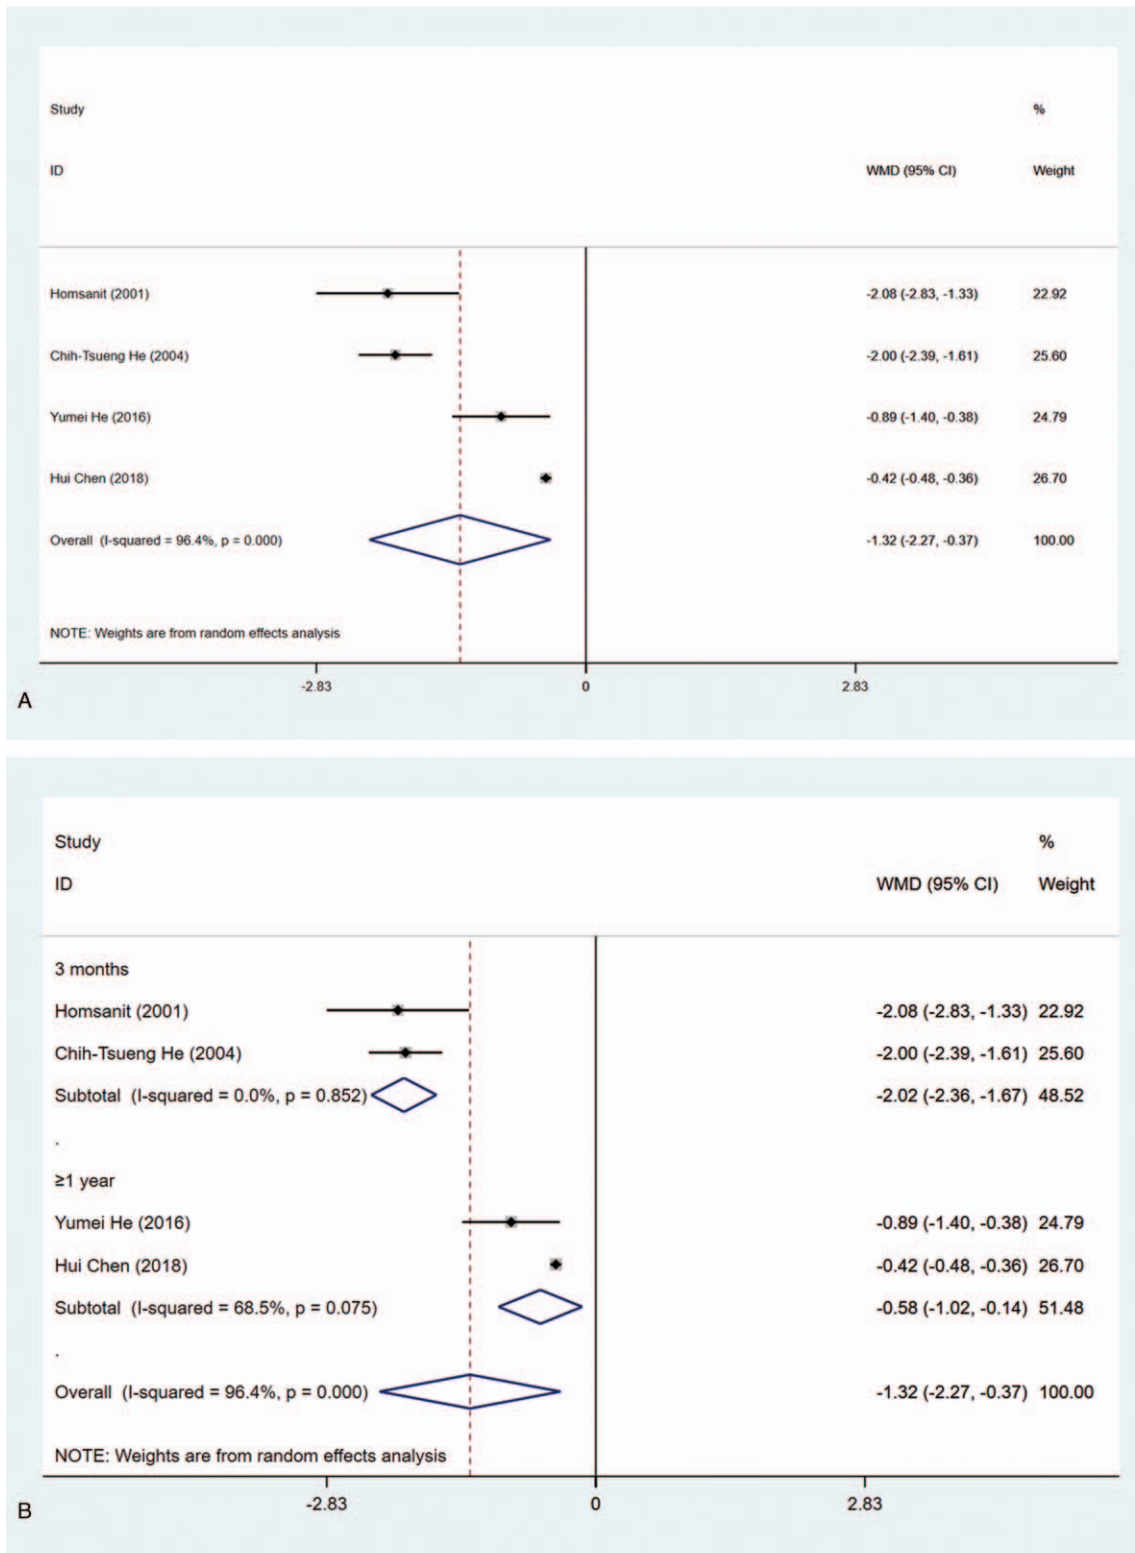 Study %
ID WMD (95% CI) Weight
Homsanit (2001) -2.08 (-2.83, -1.33) 22.92
Chih-Tsueng He (2004) -2.00 (-2.39, -1.61) 25.60
Yumei He (2016) -0.89 (-1.40, -0.38) 24.79
Hui Chen (2018) -0.42 (-0.48, -0.36) 26.70
Overall (I-squared = 96.4%, p = 0.000) -1.32 (-2.27, -0.37) 100.00
NOTE: Weights are from random effects analysis
-2.83 0 2.83
A
Study %
ID WMD (95% CI) Weight
3 months
Homsanit (2001) -2.08 (-2.83, -1.33) 22.92
Chih-Tsueng He (2004) -2.00 (-2.39, -1.61) 25.60
Subtotal (I-squared = 0.0%, p = 0.852) -2.02 (-2.36, -1.67) 48.52
.
≥1 year
Yumei He (2016) -0.89 (-1.40, -0.38) 24.79
Hui Chen (2018) -0.42 (-0.48, -0.36) 26.70
Subtotal (I-squared = 68.5%, p = 0.075) -0.58 (-1.02, -0.14) 51.48
.
Overall (I-squared = 96.4%, p = 0.000) -1.32 (-2.27, -0.37) 100.00
NOTE: Weights are from random effects analysis
-2.83 0 2.83
B